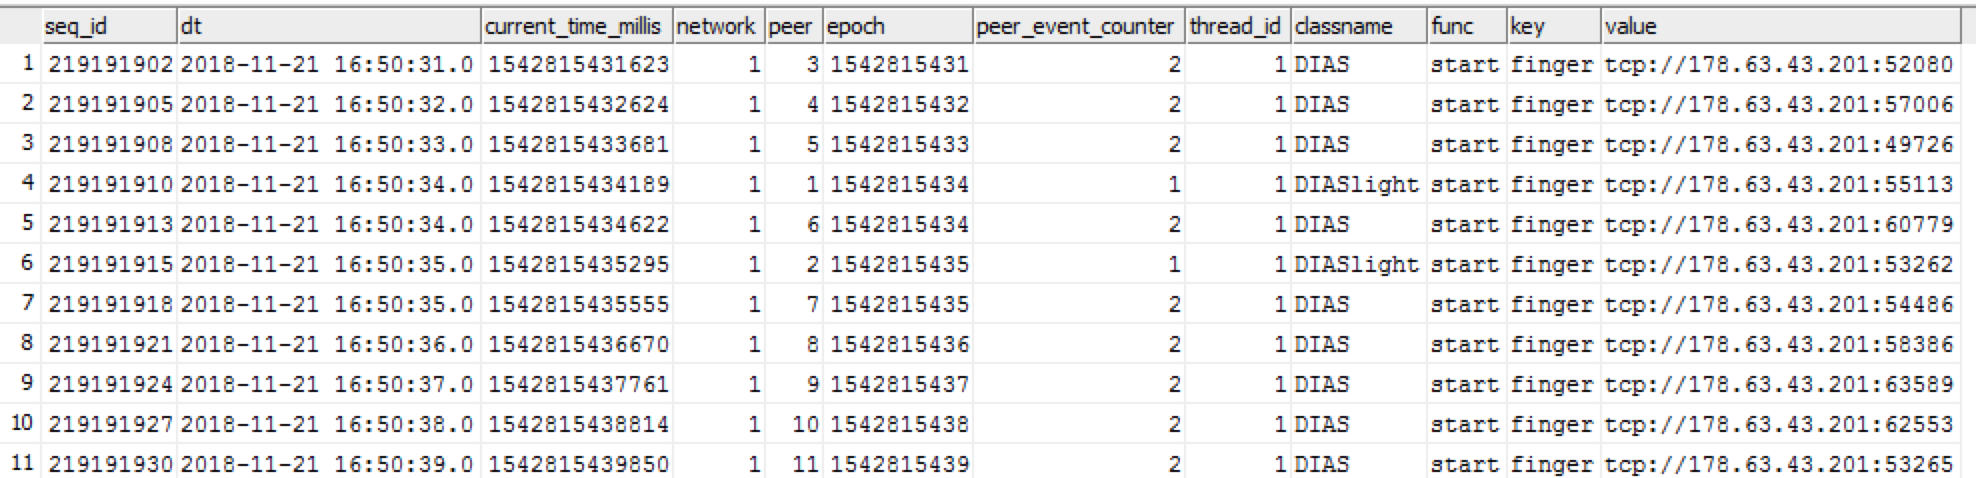 seq_id dt current_time_millis network peer epoch peer_event_counter thread_id classname func key value
1 219191902 2018-11-21 16:50:31.0 1542815431623 1 3 1542815431 2 1 DIAS start finger tcp://178.63.43.201:52080
2 219191905 2018-11-21 16:50:32.0 1542815432624 1 4 1542815432 2 1 DIAS start finger tcp://178.63.43.201:57006
3 219191908 2018-11-21 16:50:33.0 1542815433681 1 5 1542815433 2 1 DIAS start finger tcp://178.63.43.201:49726
4 219191910 2018-11-21 16:50:34.0 1542815434189 1 1 1542815434 1 1 DIASlight start finger tcp://178.63.43.201:55113
5 219191913 2018-11-21 16:50:34.0 1542815434622 1 6 1542815434 2 1 DIAS start finger tcp://178.63.43.201:60779
6 219191915 2018-11-21 16:50:35.0 1542815435295 1 2 1542815435 1 1 DIASlight start finger tcp://178.63.43.201:53262
7 219191918 2018-11-21 16:50:35.0 1542815435555 1 7 1542815435 2 1 DIAS start finger tcp://178.63.43.201:54486
8 219191921 2018-11-21 16:50:36.0 1542815436670 1 8 1542815436 2 1 DIAS start finger tcp://178.63.43.201:58386
9 219191924 2018-11-21 16:50:37.0 1542815437761 1 9 1542815437 2 1 DIAS start finger tcp://178.63.43.201:63589
10 219191927 2018-11-21 16:50:38.0 1542815438814 1 10 1542815438 2 1 DIAS start finger tcp://178.63.43.201:62553
11 219191930 2018-11-21 16:50:39.0 1542815439850 1 11 1542815439 2 1 DIAS start finger tcp://178.63.43.201:53265